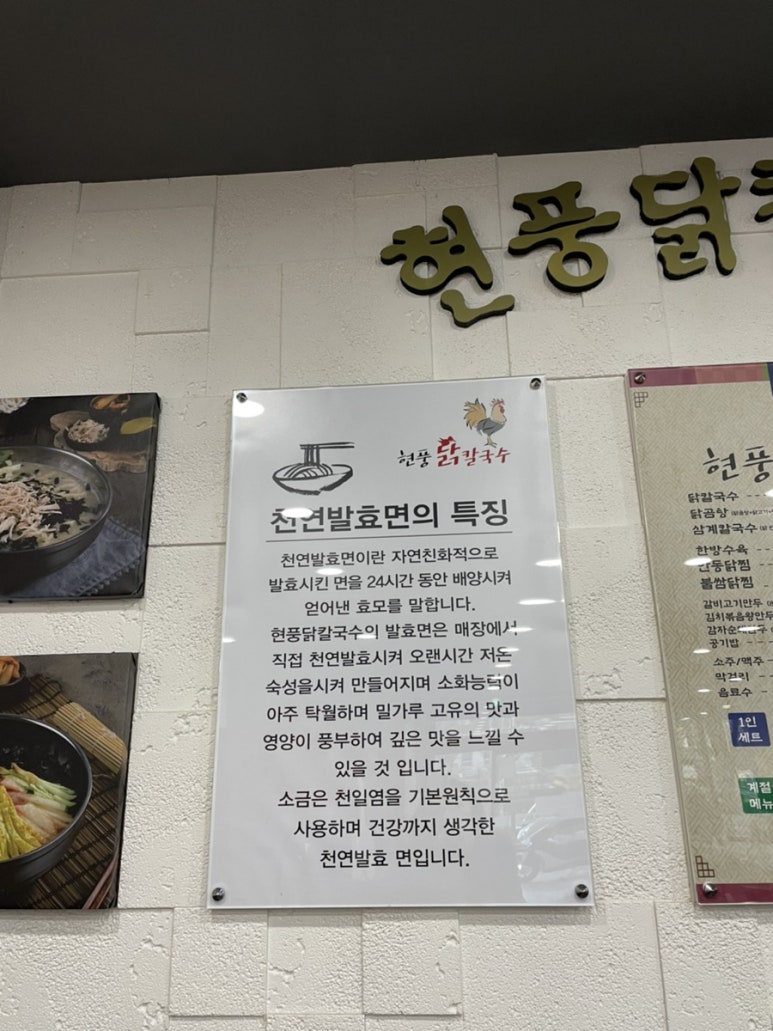 현풍닭
현풍 닭칼국수
천연발효면의 특징
천연발효면이란 자연친화적으로
발효시킨 면을 24시간 동안 배양시켜
얻어낸 효모를 말합니다.
현풍닭칼국수의 발효면은 매장에서
직접 천연발효시켜 오랜시간 저온
숙성을시켜 만들어지며 소화능력이
아주 탁월하며 밀가루 고유의 맛과
영양이 풍부하여 깊은 맛을 느낄 수
있을 것 입니다.
소금은 천일염을 기본원칙으로
사용하며 건강까지 생각한
천연발효 면입니다.
현풍
닭칼국수
닭곰탕
삼계칼국수
한방수육
안동닭찜
불쌈닭찜
갈비고기만두
김치볶음왕만두
공기밥
소주/맥주
막걸리
음료수
1인
세트
계절
메뉴